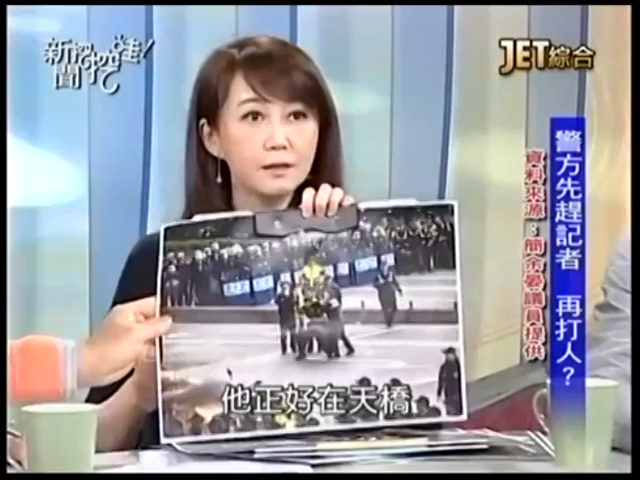 新聞挖挖哇!
JET綜合
警方先趕記者 再打人?
資料來源:簡余晏議員提供
他正好在天橋